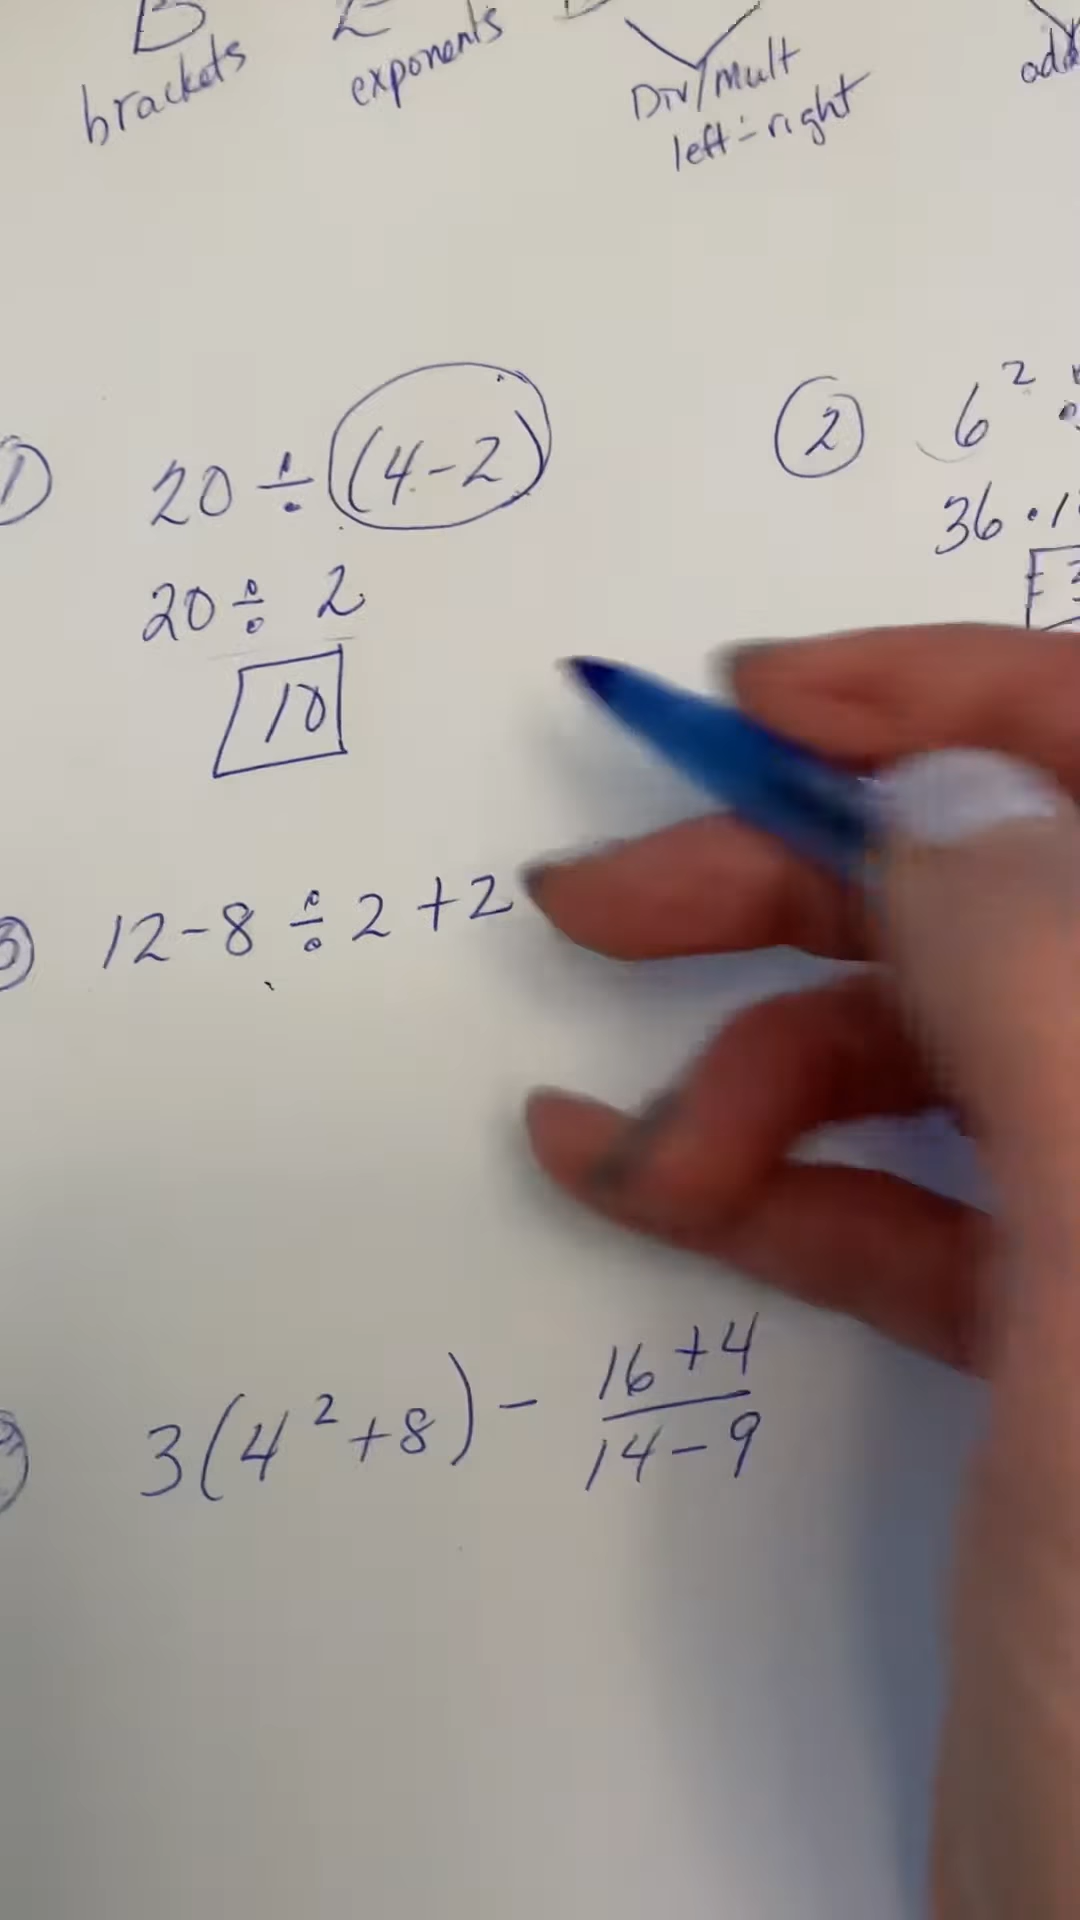 B E
brackets exponents Div/mult
left - right
① 20 ÷ (4-2)
20 ÷ 2
10
② 6²
36 ·
③ 12-8 ÷ 2 +2
3(4²+8) - 16+4
14-9